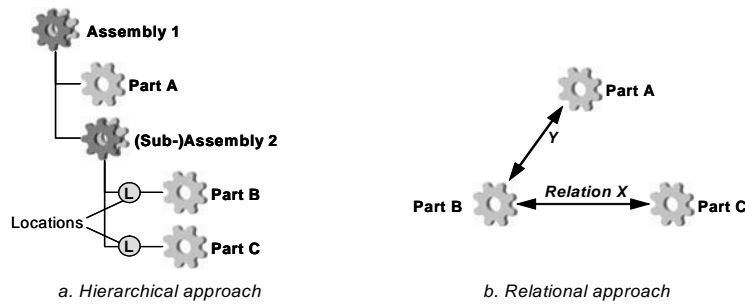 Assembly 1
Part A
(Sub-)Assembly 2
L
Part B
Locations
L
Part C
a. Hierarchical approach
Part A
Y
Part B
Relation X
Part C
b. Relational approach